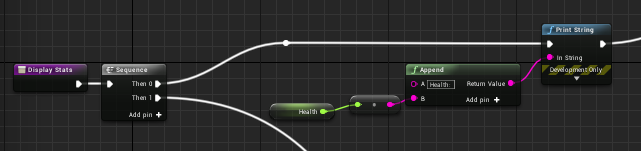 Display Stats
Sequence
Then 0
Then 1
Add pin +
Health
Append
A Health:
B
Return Value
Add pin +
Print String
In String
Development Only